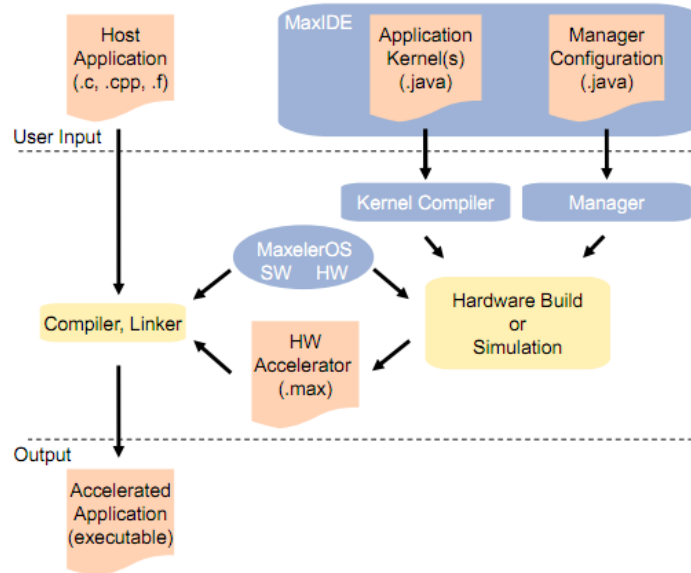 MaxIDE
Host
Application
(.c, .cpp, .f)
Application
Kernel(s)
(.java)
Manager
Configuration
(.java)
User Input
Kernel Compiler
Manager
MaxelerOS
SW HW
Compiler, Linker
HW
Accelerator
(.max)
Hardware Build
or
Simulation
Output
Accelerated
Application
(executable)